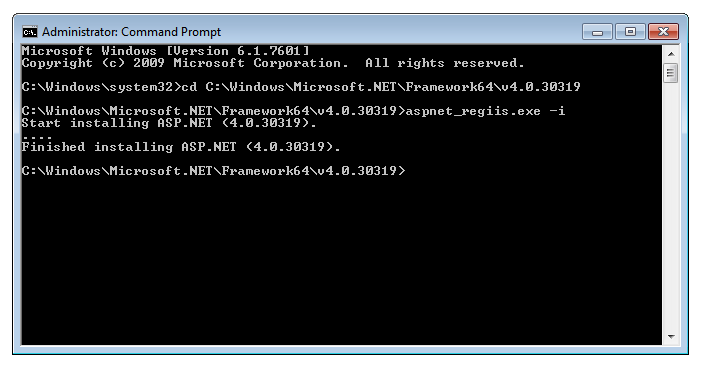 Administrator: Command Prompt
Microsoft Windows [Version 6.1.7601]
Copyright (c) 2009 Microsoft Corporation.  All rights reserved.
C:\Windows\system32>cd C:\Windows\Microsoft.NET\Framework64\v4.0.30319
C:\Windows\Microsoft.NET\Framework64\v4.0.30319>aspnet_regiis.exe -i
Start installing ASP.NET (4.0.30319).
....
Finished installing ASP.NET (4.0.30319).
C:\Windows\Microsoft.NET\Framework64\v4.0.30319>